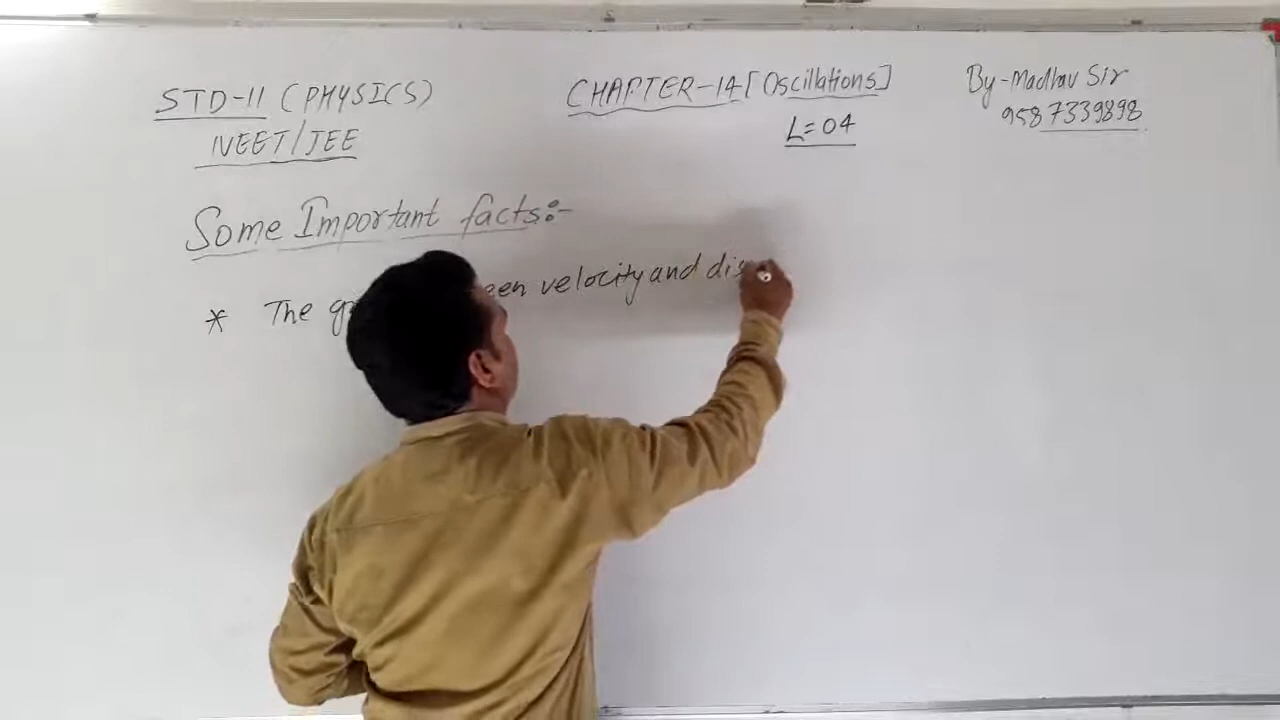 STD-11 (PHYSICS)
NEET/JEE
CHAPTER-14 [Oscillations]
L=04
By-Madhav Sir
9587339898
Some Important facts:-
* The velocity and dis